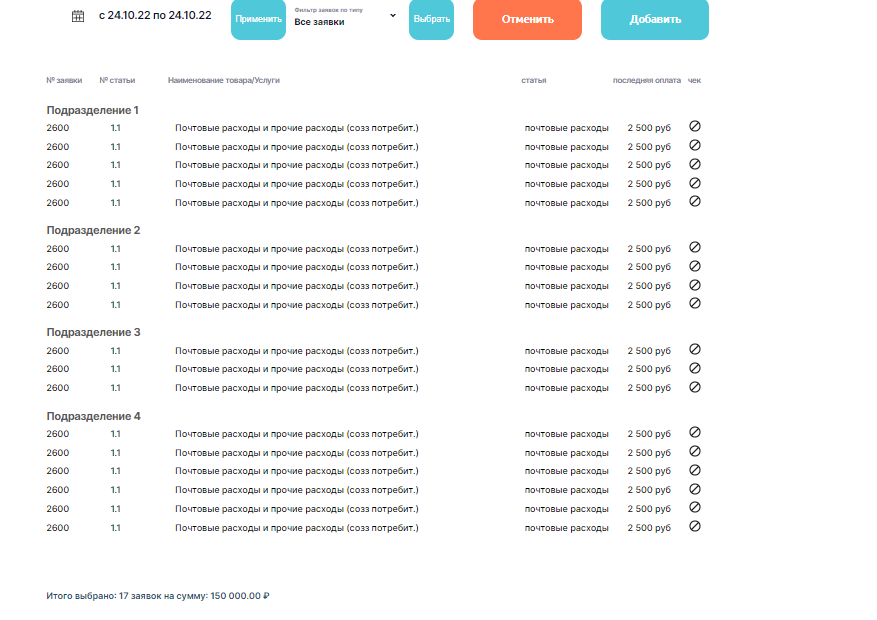 с 24.10.22 по 24.10.22 Применить Фильтр заявок по типу Выбрать Отменить Добавить
Все заявки
№ заявки № статьи Наименование товара/Услуги статья последняя оплата чек
Подразделение 1
2600 1.1 Почтовые расходы и прочие расходы (созз потребит.) почтовые расходы 2 500 руб
2600 1.1 Почтовые расходы и прочие расходы (созз потребит.) почтовые расходы 2 500 руб
2600 1.1 Почтовые расходы и прочие расходы (созз потребит.) почтовые расходы 2 500 руб
2600 1.1 Почтовые расходы и прочие расходы (созз потребит.) почтовые расходы 2 500 руб
2600 1.1 Почтовые расходы и прочие расходы (созз потребит.) почтовые расходы 2 500 руб
Подразделение 2
2600 1.1 Почтовые расходы и прочие расходы (созз потребит.) почтовые расходы 2 500 руб
2600 1.1 Почтовые расходы и прочие расходы (созз потребит.) почтовые расходы 2 500 руб
2600 1.1 Почтовые расходы и прочие расходы (созз потребит.) почтовые расходы 2 500 руб
2600 1.1 Почтовые расходы и прочие расходы (созз потребит.) почтовые расходы 2 500 руб
Подразделение 3
2600 1.1 Почтовые расходы и прочие расходы (созз потребит.) почтовые расходы 2 500 руб
2600 1.1 Почтовые расходы и прочие расходы (созз потребит.) почтовые расходы 2 500 руб
2600 1.1 Почтовые расходы и прочие расходы (созз потребит.) почтовые расходы 2 500 руб
Подразделение 4
2600 1.1 Почтовые расходы и прочие расходы (созз потребит.) почтовые расходы 2 500 руб
2600 1.1 Почтовые расходы и прочие расходы (созз потребит.) почтовые расходы 2 500 руб
2600 1.1 Почтовые расходы и прочие расходы (созз потребит.) почтовые расходы 2 500 руб
2600 1.1 Почтовые расходы и прочие расходы (созз потребит.) почтовые расходы 2 500 руб
2600 1.1 Почтовые расходы и прочие расходы (созз потребит.) почтовые расходы 2 500 руб
2600 1.1 Почтовые расходы и прочие расходы (созз потребит.) почтовые расходы 2 500 руб
Итого выбрано: 17 заявок на сумму: 150 000.00 ₽